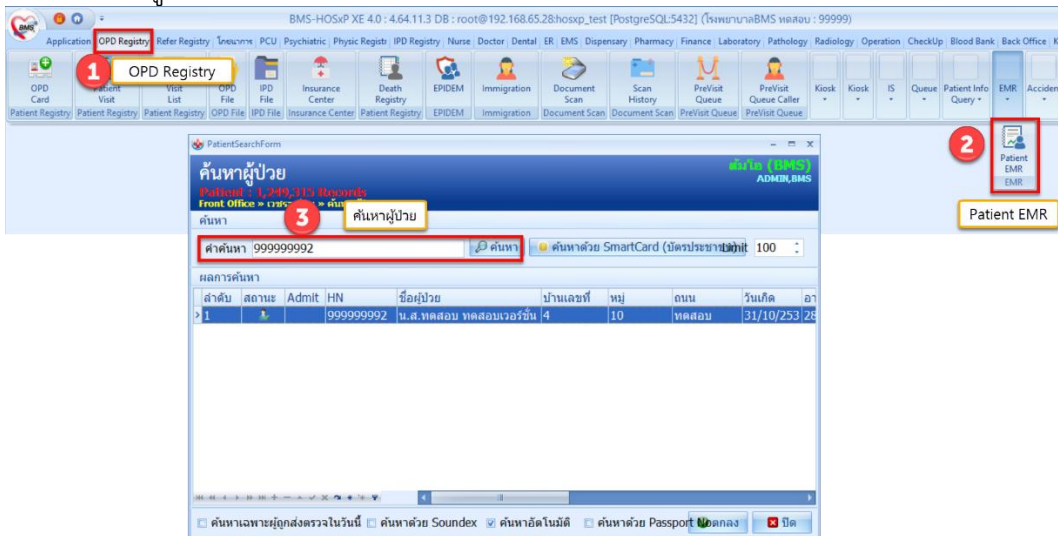 BMS-HOSxP XE 4.0 : 4.64.11.3 DB : root@192.168.65.28:hosxp_test [PostgreSQL:5432] (โรงพยาบาลBMS ทดสอบ : 99999)
Application OPD Registry Refer Registry โภชนาการ PCU Psychiatric Physic Registr IPD Registry Nurse Doctor Dental ER EMS Dispensary Pharmacy Finance Laboratory Pathology Radiology Operation CheckUp Blood Bank Back Office
1 OPD Registry
OPD Card
Patient Visit
Visit List
OPD File
IPD File
Insurance Center
Death Registry
EPIDEM
Immigration
Document Scan
Scan History
PreVisit Queue
PreVisit Queue Caller
Kiosk
Kiosk
IS
Queue
Patient Info Query
EMR
Acciden
Patient Registry Patient Registry Patient Registry OPD File IPD File Insurance Center Patient Registry EPIDEM Immigration Document Scan Document Scan PreVisit Queue PreVisit Queue
2
Patient EMR
EMR
Patient EMR
PatientSearchForm
ค้นหาผู้ป่วย
(BMS)
ADMIN,BMS
Patient : 1,249,315 Records
Front Office »
3 ค้นหาผู้ป่วย
ค้นหา
คำค้นหา 999999992 ค้นหา ค้นหาด้วย SmartCard Limit 100
ผลการค้นหา
ลำดับ สถานะ Admit HN ชื่อผู้ป่วย บ้านเลขที่ หมู่ ถนน วันเกิด อา
1 999999992 น.ส.ทดสอบ ทดสอบเวอร์ชั่น 4 10 ทดสอบ 31/10/253 28
ค้นหาเฉพาะผู้ถูกส่งตรวจในวันนี้ ค้นหาด้วย Soundex ค้นหาอัตโนมัติ ค้นหาด้วย Passport ปิด